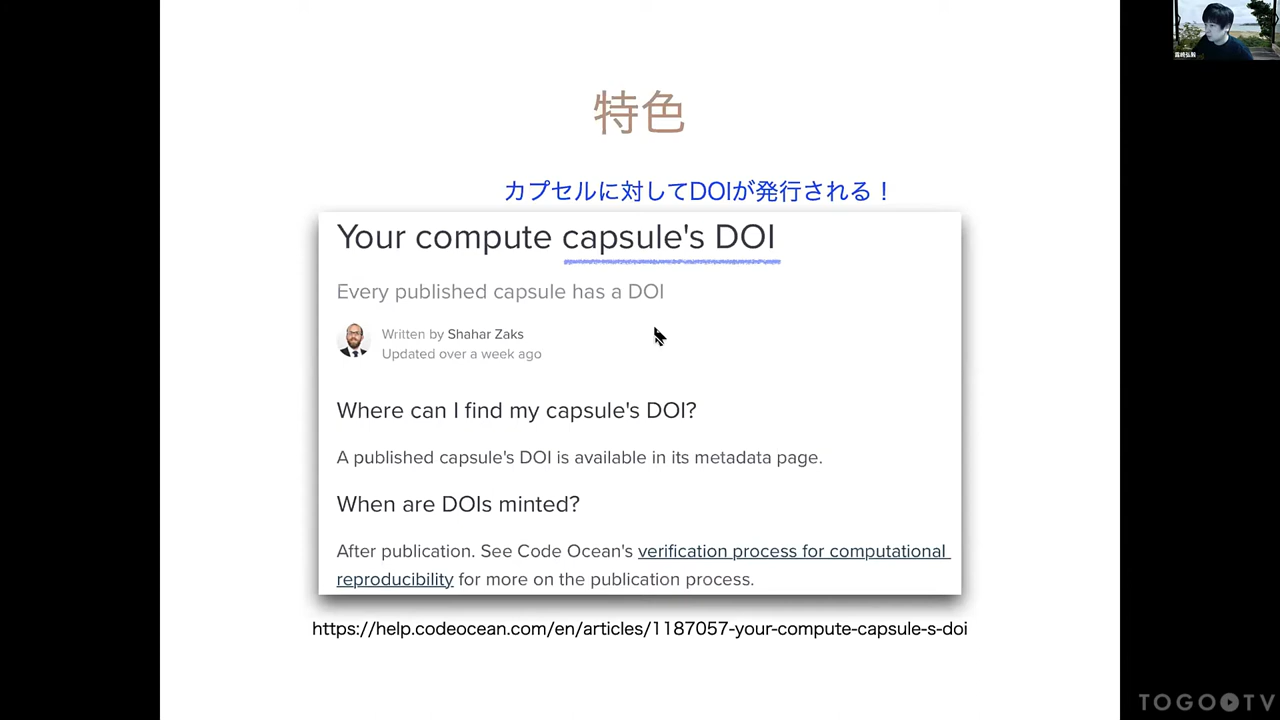 特色
カプセルに対してDOIが発行される！
Your compute capsule's DOI
Every published capsule has a DOI
Written by Shahar Zaks
Updated over a week ago
Where can I find my capsule's DOI?
A published capsule's DOI is available in its metadata page.
When are DOIs minted?
After publication. See Code Ocean's verification process for computational
reproducibility for more on the publication process.
https://help.codeocean.com/en/articles/1187057-your-compute-capsule-s-doi
TOGO TV